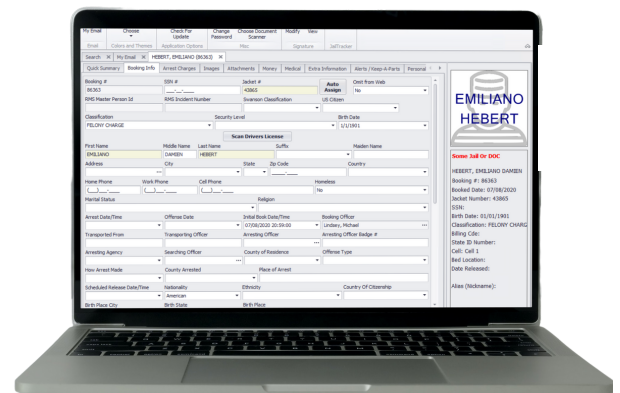 My Email Choose Check For Update Change Password Choose Document Scanner Modify View
Email Colors and Themes Application Options Misc Signature JailTracker
Search × My Email × HEBERT, EMILIANO (86363) ×
Quick Summary Booking Info Arrest Charges Images Attachments Money Medical Extra Information Alerts / Keep-A-Parts Personal
Booking # SSN # Jacket # Auto Assign Omit from Web
86363 43865 No
RMS Master Person Id RMS Incident Number Swanson Classification US Citizen
Classification Security Level Birth Date
FELONY CHARGE 1/1/1901
Scan Drivers License
First Name Middle Name Last Name Suffix Maiden Name
EMILIANO DAMIEN HEBERT
Address City State Zip Code Country
Home Phone Work Phone Cell Phone Homeless
(___)___-____ (___)___-____ (___)___-____ No
Marital Status Religion
Arrest Date/Time Offense Date Initial Book Date/Time Booking Officer
07/08/2020 20:59:00 Lindsey, Michael
Transported From Transporting Officer Arresting Officer Arresting Officer Badge #
Arresting Agency Searching Officer County of Residence Offense Type
How Arrest Made County Arrested Place of Arrest
Scheduled Release Date/Time Nationality Ethnicity Country Of Citizenship
American
Birth Place City Birth State Birth Place
EMILIANO
HEBERT
Some Jail Or DOC
HEBERT, EMILIANO DAMIEN
Booking #: 86363
Booked Date: 07/08/2020
Jacket Number: 43865
SSN:
Birth Date: 01/01/1901
Classification: FELONY CHARG
Billing Cde:
State ID Number:
Cell: Cell 1
Bed Location:
Date Released:
Alias (Nickname):